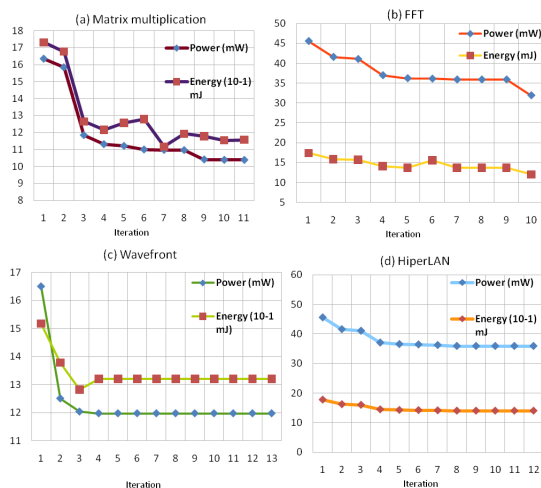 (a) Matrix multiplication
18
17
16
15
14
13
12
11
10
9
8
Power (mW)
Energy (10-1)
mJ
1 2 3 4 5 6 7 8 9 10 11
Iteration
(b) FFT
50
45
40
35
30
25
20
15
10
5
Power (mW)
Energy (mJ)
1 2 3 4 5 6 7 8 9 10
Iteration
(c) Wavefront
17
16
15
14
13
12
11
Power (mW)
Energy (10-1
mJ)
1 2 3 4 5 6 7 8 9 10 11 12 13
Iteration
(d) HiperLAN
60
50
40
30
20
10
0
Power (mW)
Energy (10-1)
mJ
1 2 3 4 5 6 7 8 9 10 11 12
Iteration